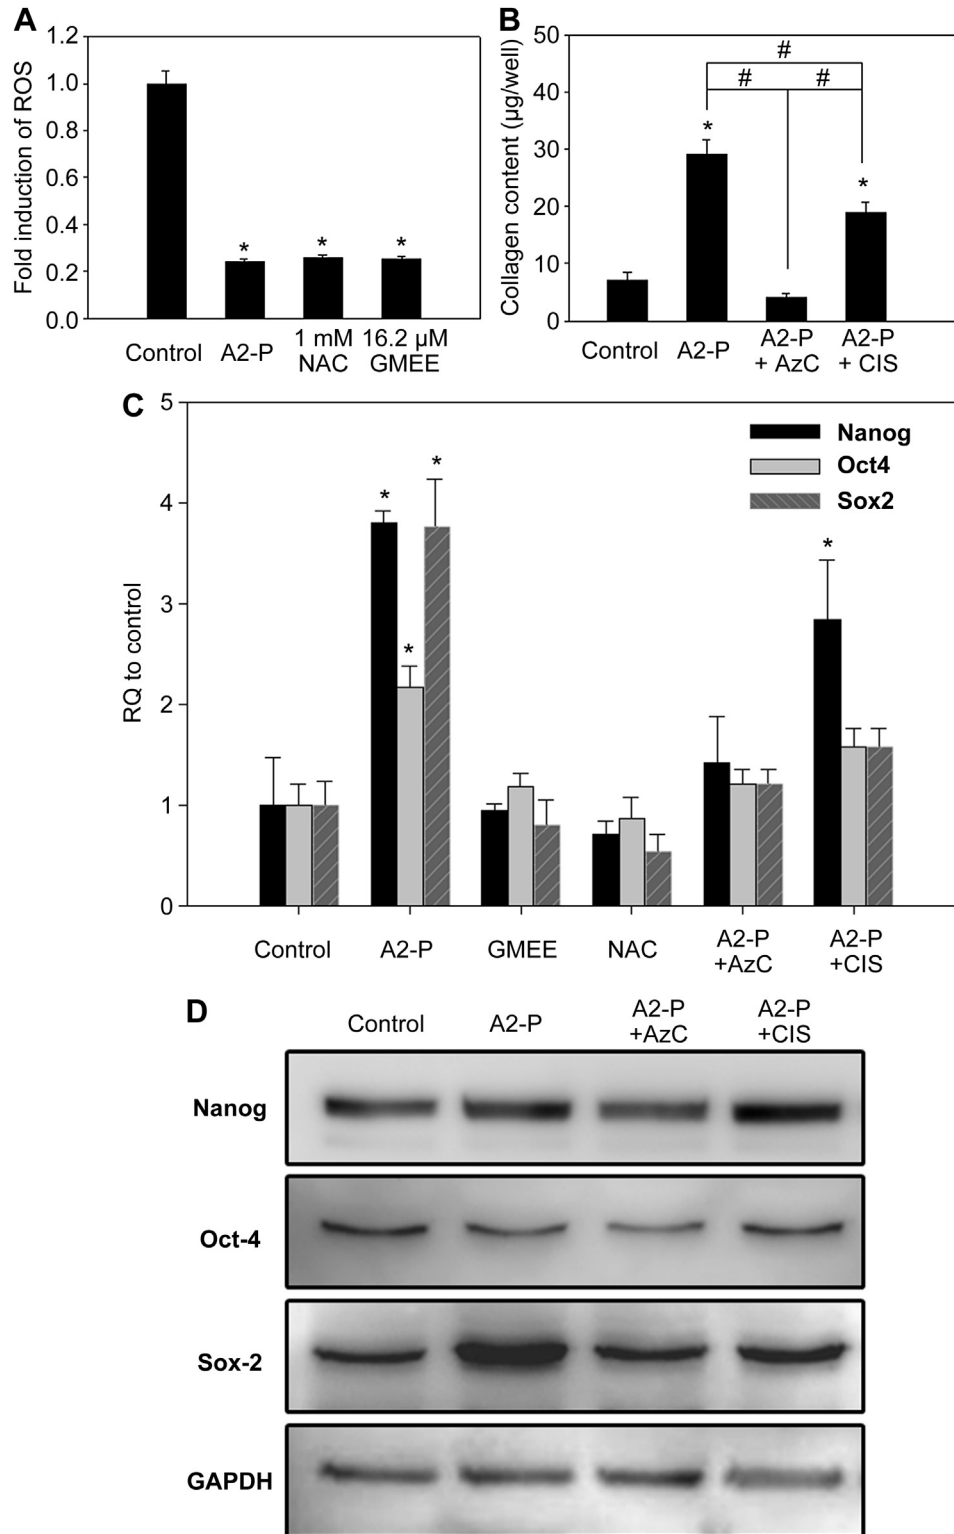 A
Fold induction of ROS
1.2
1.0
0.8
0.6
0.4
0.2
0.0
*
*
*
Control
A2-P
1 mM
NAC
16.2 µM
GMEE
B
Collagen content (µg/well)
50
40
30
20
10
0
#
#
#
*
*
Control
A2-P
A2-P
+ AzC
A2-P
+ CIS
C
RQ to control
5
4
3
2
1
0
Nanog
Oct4
Sox2
*
*
*
*
Control
A2-P
GMEE
NAC
A2-P
+AzC
A2-P
+CIS
D
Control
A2-P
A2-P
+AzC
A2-P
+CIS
Nanog
Oct-4
Sox-2
GAPDH